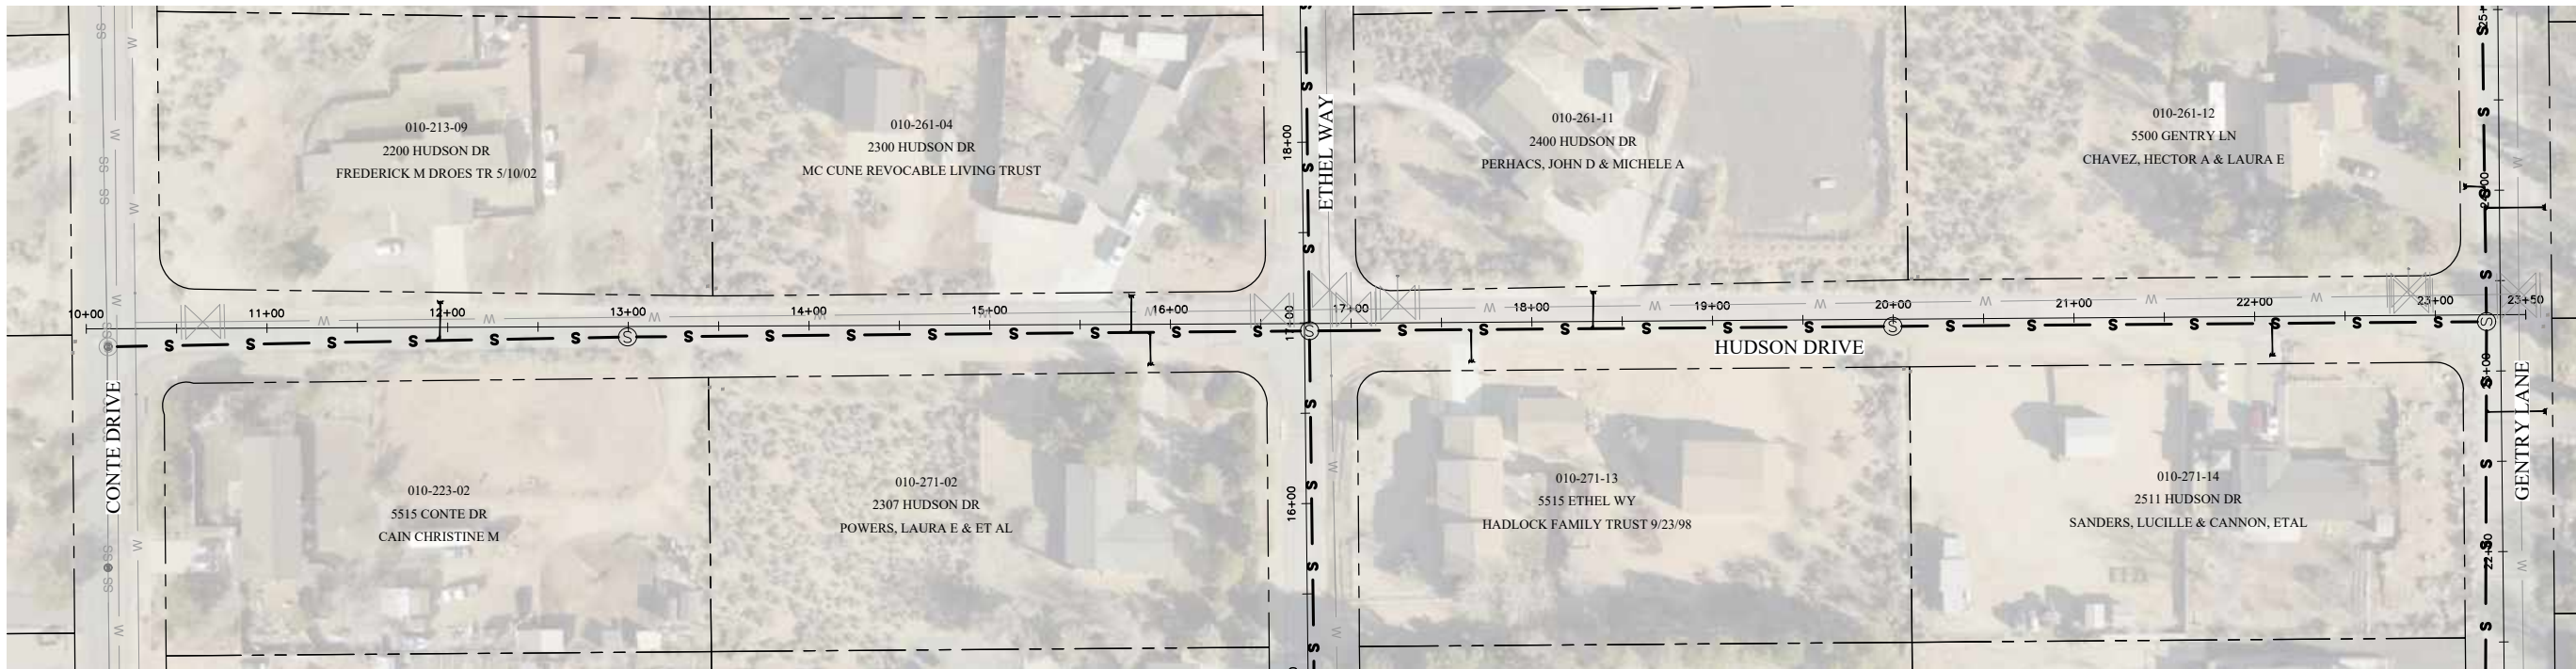 010-213-09
2200 HUDSON DR
FREDERICK M DROES TR 5/10/02
010-261-04
2300 HUDSON DR
MC CUNE REVOCABLE LIVING TRUST
18+00
ETHEL WAY
010-261-11
2400 HUDSON DR
PERHACS, JOHN D & MICHELE A
010-261-12
5500 GENTRY LN
CHAVEZ, HECTOR A & LAURA E
10+00
11+00
12+00
13+00
14+00
15+00
16+00
17+00
17+00
18+00
19+00
20+00
21+00
22+00
23+00
23+50
HUDSON DRIVE
CONTE DRIVE
GENTRY LANE
010-223-02
5515 CONTE DR
CAIN CHRISTINE M
010-271-02
2307 HUDSON DR
POWERS, LAURA E & ET AL
16+00
010-271-13
5515 ETHEL WY
HADLOCK FAMILY TRUST 9/23/98
010-271-14
2511 HUDSON DR
SANDERS, LUCILLE & CANNON, ETAL